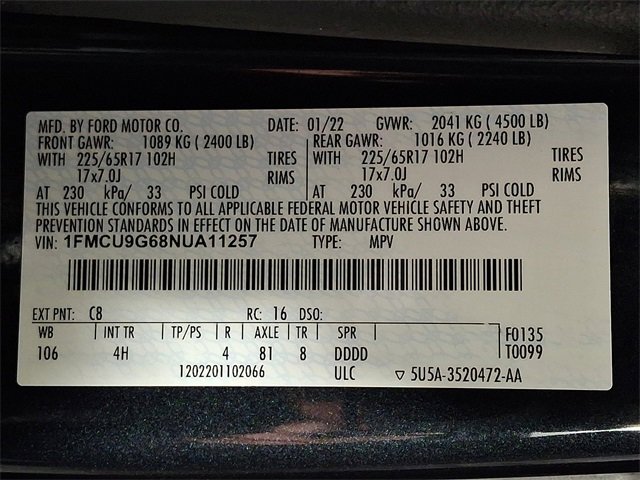 MFD. BY FORD MOTOR CO. DATE: 01/22 GVWR: 2041 KG ( 4500 LB)
FRONT GAWR: 1089 KG ( 2400 LB) REAR GAWR: 1016 KG ( 2240 LB)
WITH 225/65R17 102H TIRES WITH 225/65R17 102H TIRES
17x7.0J RIMS 17x7.0J RIMS
AT 230 kPa/ 33 PSI COLD AT 230 kPa/ 33 PSI COLD
THIS VEHICLE CONFORMS TO ALL APPLICABLE FEDERAL MOTOR VEHICLE SAFETY AND THEFT
PREVENTION STANDARDS IN EFFECT ON THE DATE OF MANUFACTURE SHOWN ABOVE.
VIN: 1FMCU9G68NUA11257 TYPE: MPV
EXT PNT: C8 RC: 16 DSO:
WB INT TR TP/PS R AXLE TR SPR F0135
106 4H 4 81 8 DDDD T0099
1202201102066 ULC ▽ 5U5A-3520472-AA